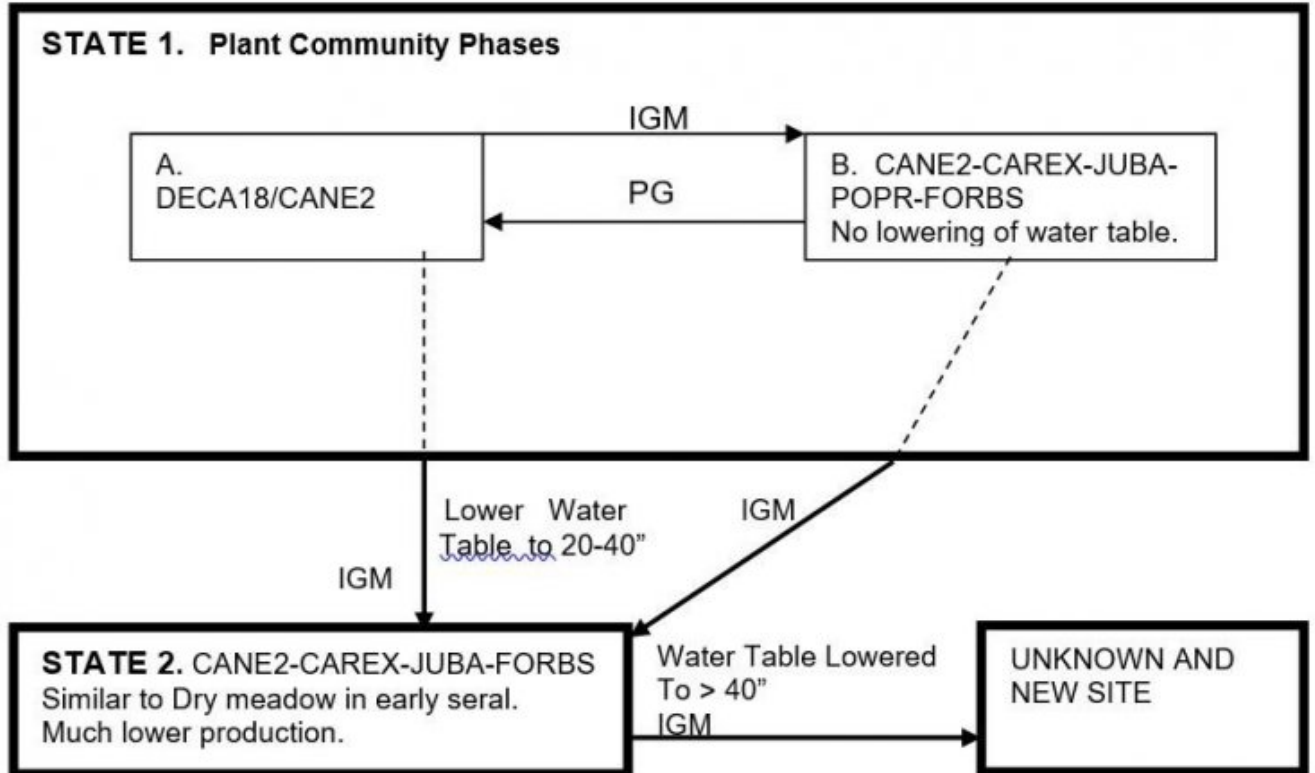 STATE 1. Plant Community Phases
IGM
A.
DECA18/CANE2
PG
B. CANE2-CAREX-JUBA-
POPR-FORBS
No lowering of water table.
Lower Water
Table to 20-40”
IGM
IGM
STATE 2. CANE2-CAREX-JUBA-FORBS
Similar to Dry meadow in early seral.
Much lower production.
Water Table Lowered
To > 40”
IGM
UNKNOWN AND
NEW SITE